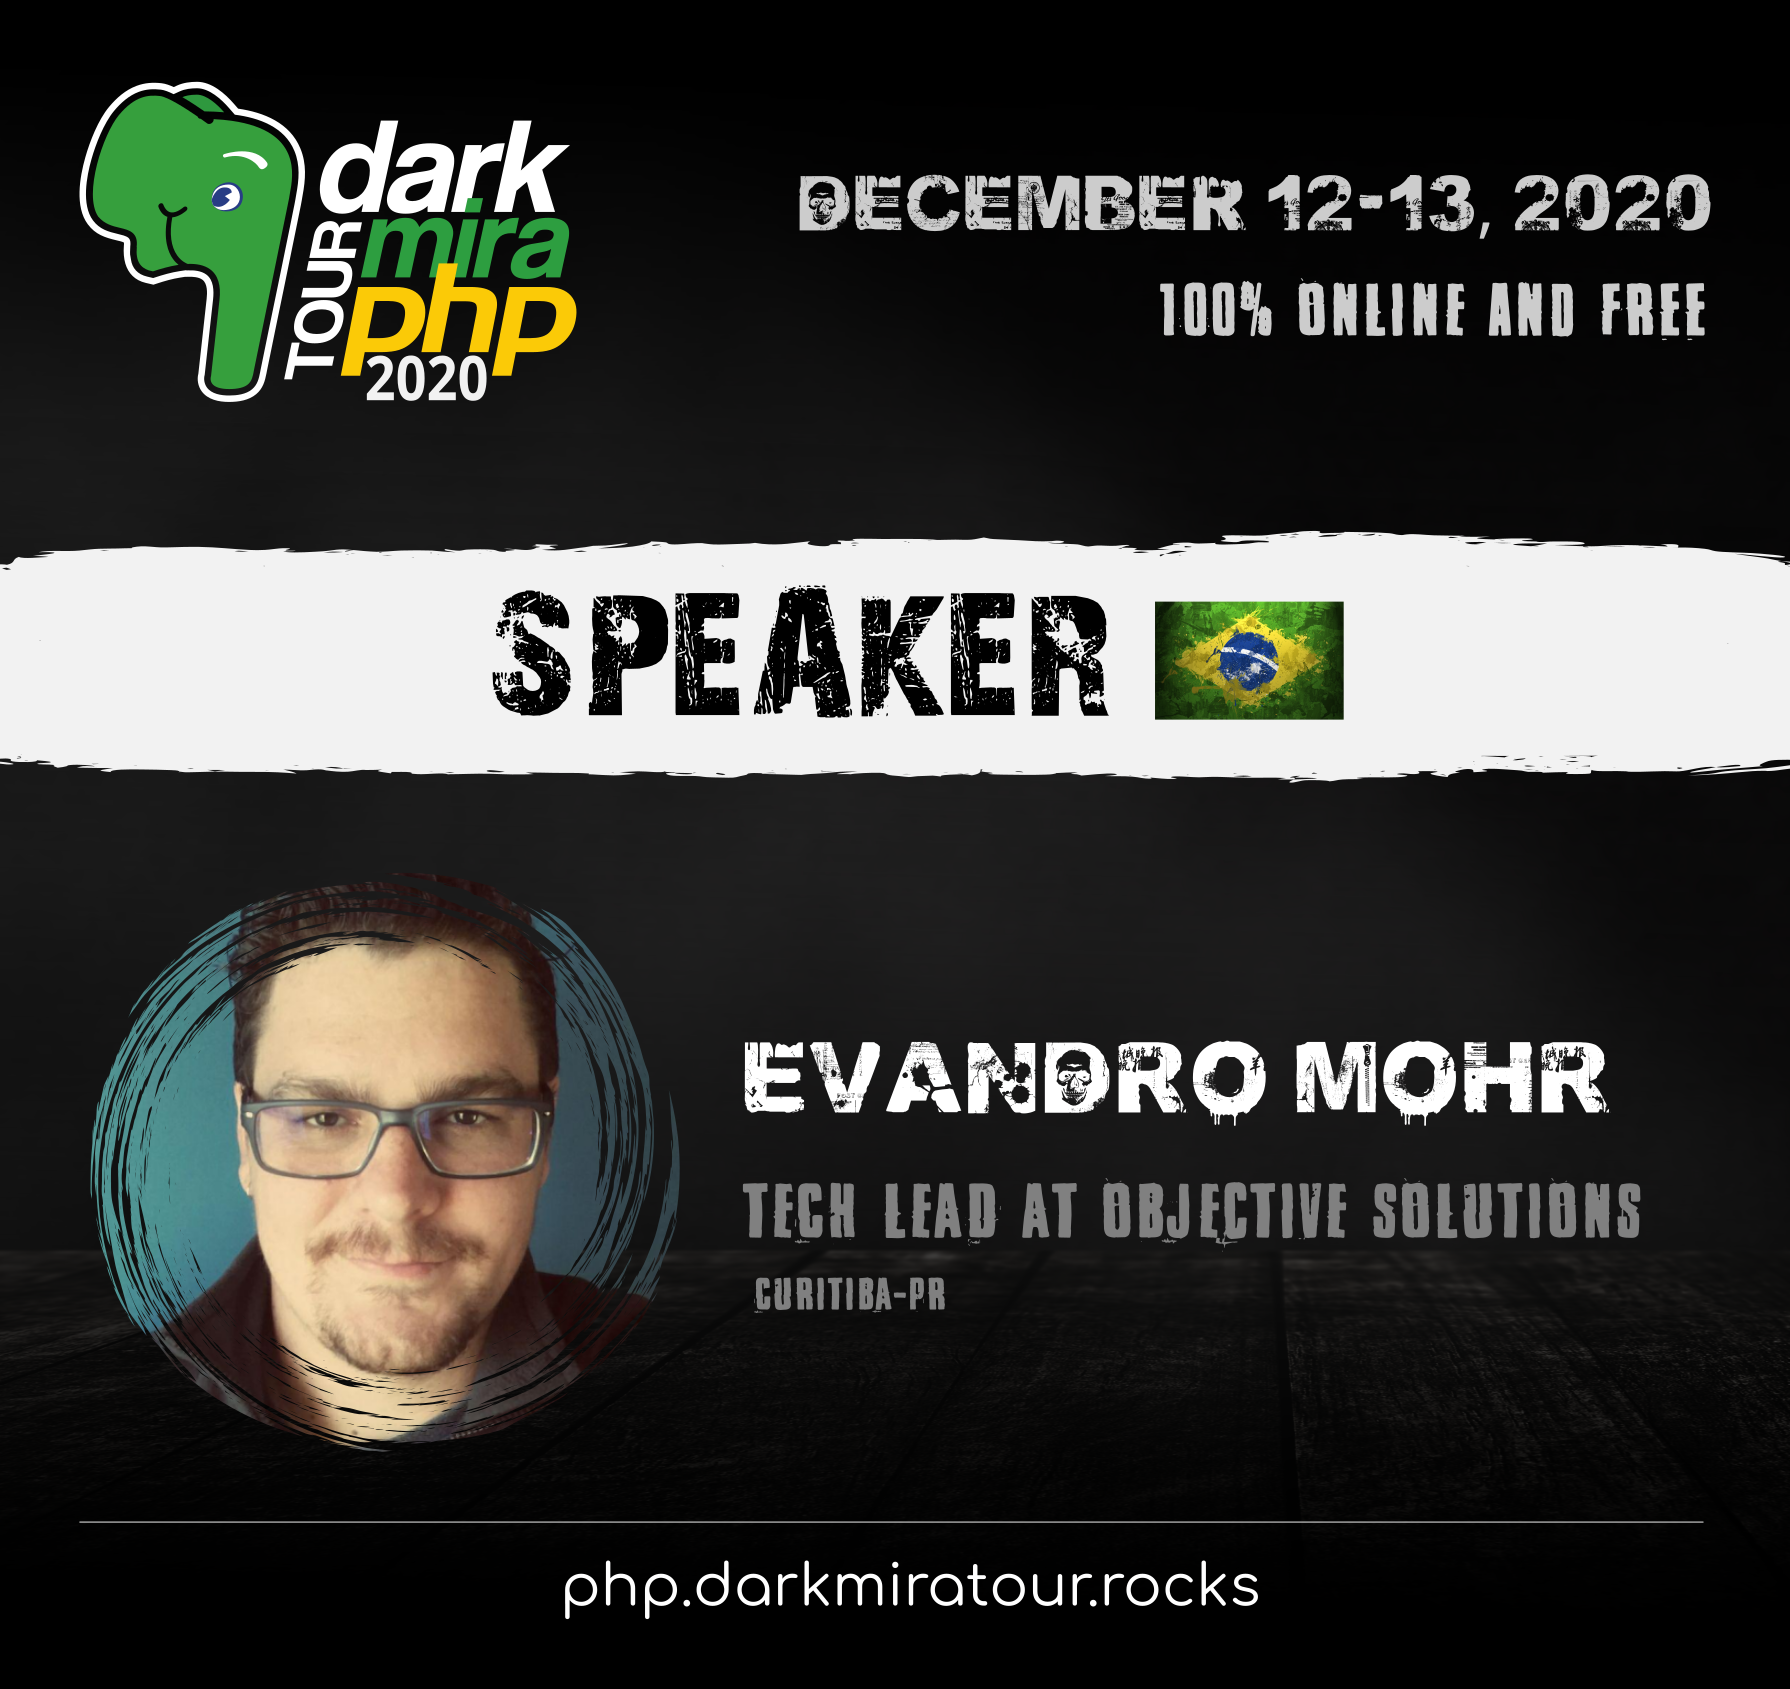 dark
mira
TOUR
php
2020
DECEMBER 12-13, 2020
100% ONLINE AND FREE
SPEAKER
EVANDRO MOHR
TECH LEAD AT OBJECTIVE SOLUTIONS
CURITIBA-PR
php.darkmiratour.rocks